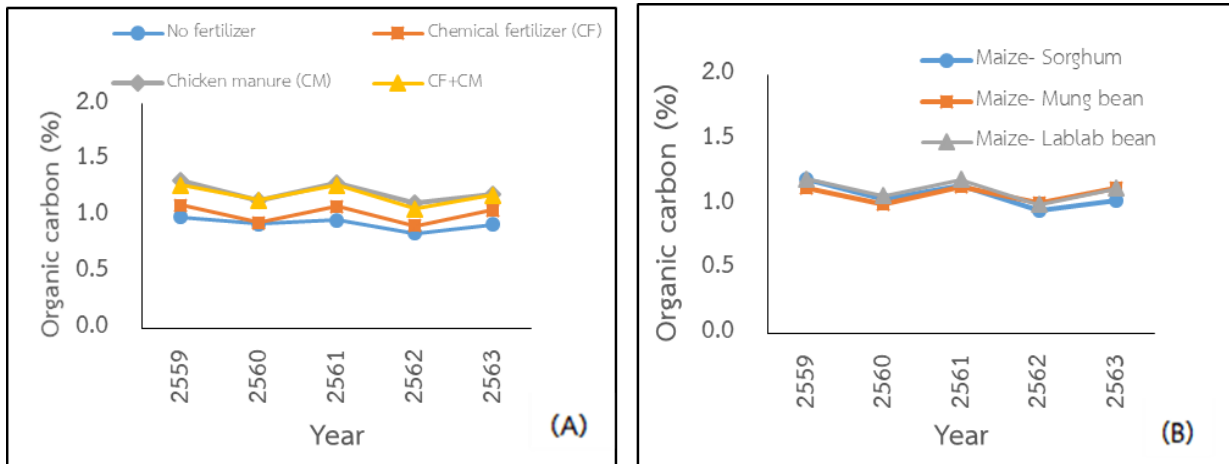 No fertilizer
Chemical fertilizer (CF)
Chicken manure (CM)
CF+CM
Organic carbon (%)
2.0
1.5
1.0
0.5
0.0
2559
2560
2561
2562
2563
Year
(A)
Maize- Sorghum
Maize- Mung bean
Maize- Lablab bean
Organic carbon (%)
2.0
1.5
1.0
0.5
0.0
2559
2560
2561
2562
2563
Year
(B)